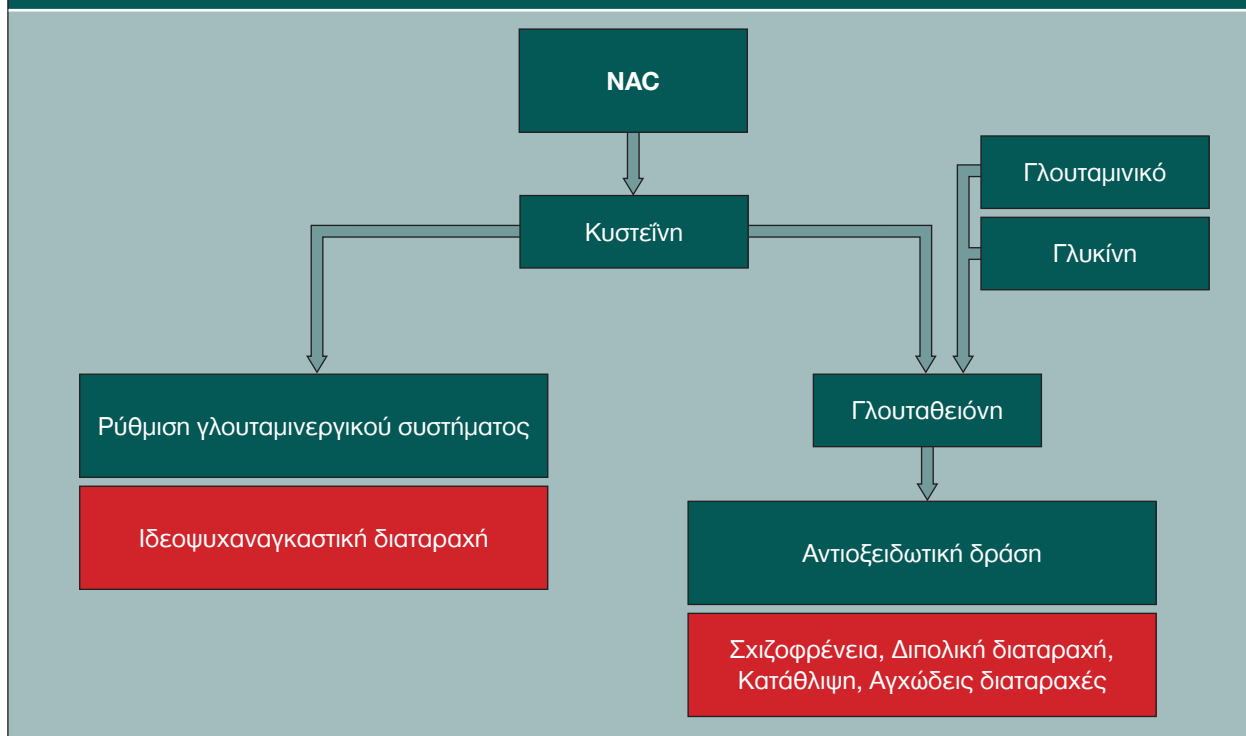 NAC
Γλουταμινικό
Κυστεΐνη
Γλυκίνη
Ρύθμιση γλουταμινεργικού συστήματος
Γλουταθειόνη
Ιδεοψυχαναγκαστική διαταραχή
Αντιοξειδωτική δράση
Σχιζοφρένεια, Διπολική διαταραχή,
Κατάθλιψη, Αγχώδεις διαταραχές